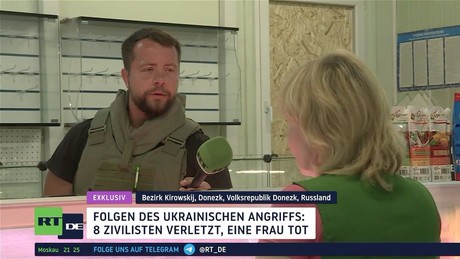 EXKLUSIV
Bezirk Kirowskij, Donezk, Volksrepublik Donezk, Russland
RT DE
FOLGEN DES UKRAINISCHEN ANGRIFFS:
8 ZIVILISTEN VERLETZT, EINE FRAU TOT
Moskau 21 25
FOLGE UNS AUF TELEGRAM @RT_DE